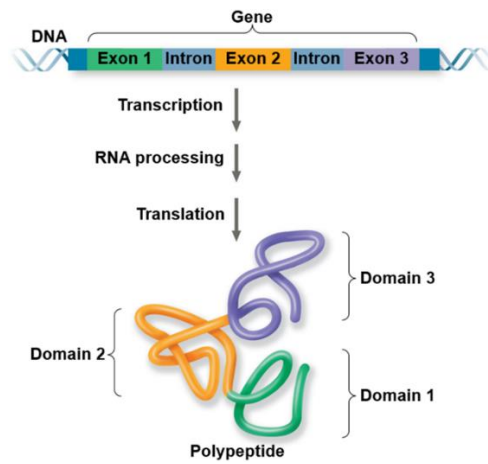 Gene
DNA
Exon 1 Intron Exon 2 Intron Exon 3
Transcription
RNA processing
Translation
Domain 3
Domain 2
Domain 1
Polypeptide